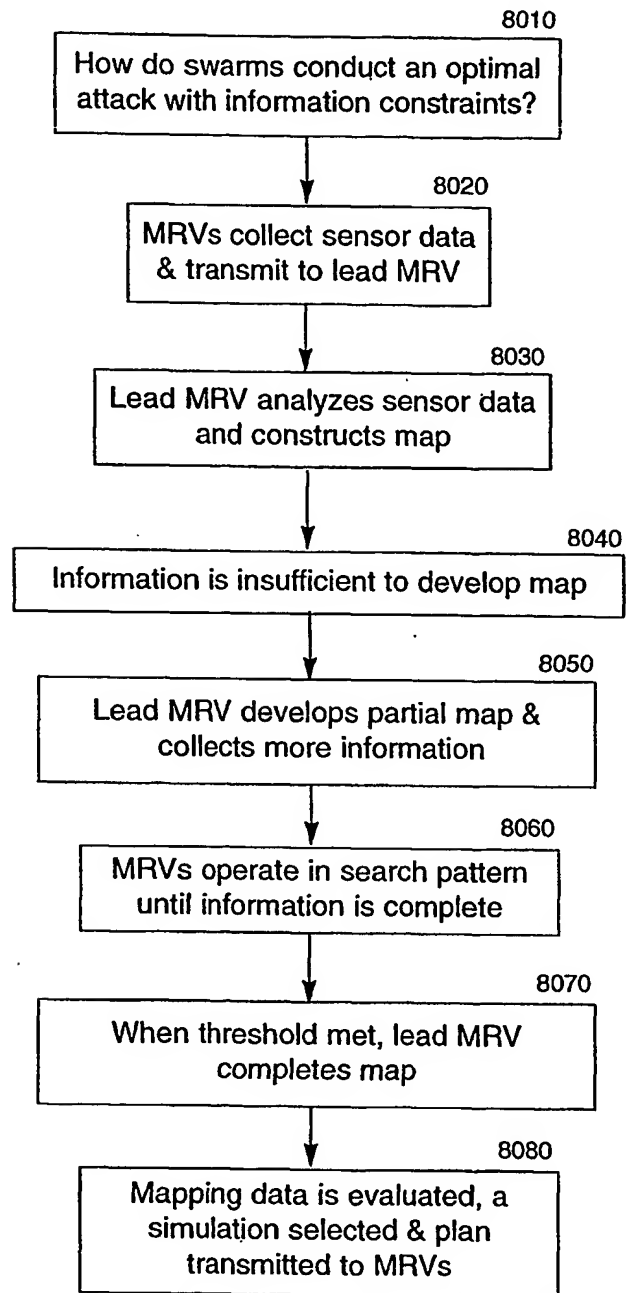 8010
How do swarms conduct an optimal
attack with information constraints?
8020
MRVs collect sensor data
& transmit to lead MRV
8030
Lead MRV analyzes sensor data
and constructs map
8040
Information is insufficient to develop map
8050
Lead MRV develops partial map &
collects more information
8060
MRVs operate in search pattern
until information is complete
8070
When threshold met, lead MRV
completes map
8080
Mapping data is evaluated, a
simulation selected & plan
transmitted to MRVs